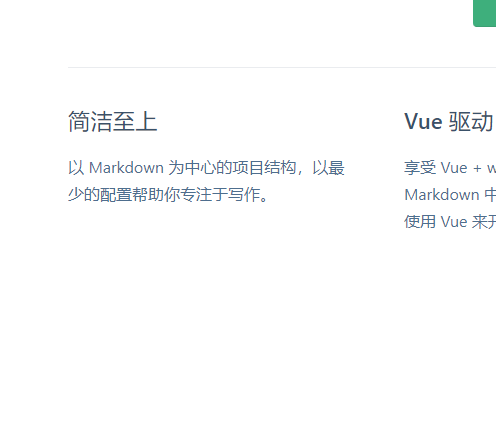 简洁至上
以 Markdown 为中心的项目结构，以最
少的配置帮助你专注于写作。
Vue 驱动
享受 Vue +
Markdown 中
使用 Vue 来开